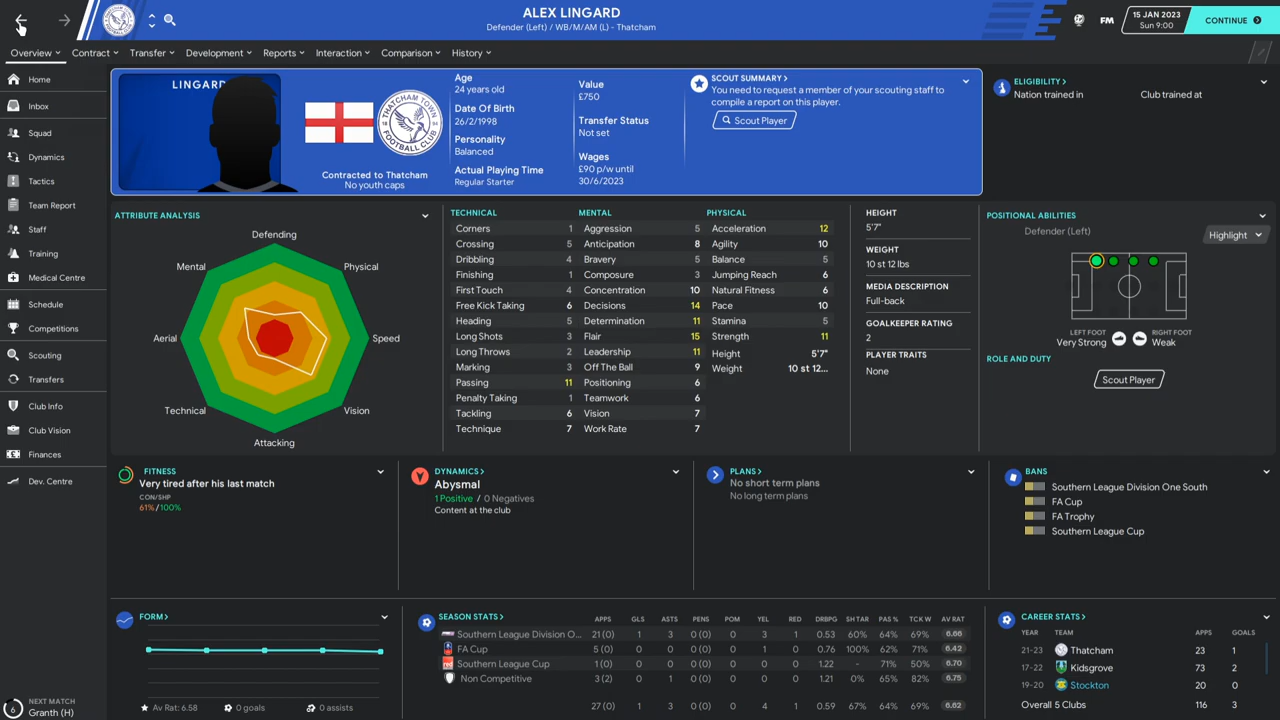 ALEX LINGARD
Defender (Left) / WB/M/AM (L) - Thatcham
FM
15 JAN 2023
Sun 9:00
CONTINUE
Overview
Contract
Transfer
Development
Reports
Interaction
Comparison
History
Home
Inbox
Squad
Dynamics
Tactics
Team Report
Staff
Training
Medical Centre
Schedule
Competitions
Scouting
Transfers
Club Info
Club Vision
Finances
Dev. Centre
NEXT MATCH
6 Granth (H)
LINGARD
THATCHAM TOWN
FOOTBALL CLUB
Contracted to Thatcham
No youth caps
Age
24 years old
Date Of Birth
26/2/1998
Personality
Balanced
Actual Playing Time
Regular Starter
Value
£750
Transfer Status
Not set
Wages
£90 p/w until
30/6/2023
SCOUT SUMMARY>
You need to request a member of your scouting staff to
compile a report on this player.
Scout Player
ELIGIBILITY>
Nation trained in Club trained at
ATTRIBUTE ANALYSIS
Defending
Mental Physical
Aerial Speed
Technical Vision
Attacking
TECHNICAL
Corners 1
Crossing 5
Dribbling 4
Finishing 1
First Touch 4
Free Kick Taking 6
Heading 5
Long Shots 3
Long Throws 2
Marking 3
Passing 11
Penalty Taking 1
Tackling 6
Technique 7
MENTAL
Aggression 5
Anticipation 8
Bravery 5
Composure 3
Concentration 10
Decisions 14
Determination 11
Flair 15
Leadership 11
Off The Ball 9
Positioning 6
Teamwork 6
Vision 7
Work Rate 7
PHYSICAL
Acceleration 12
Agility 10
Balance 5
Jumping Reach 6
Natural Fitness 6
Pace 10
Stamina 5
Strength 11
Height 5'7"
Weight 10 st 12...
HEIGHT
5'7"
WEIGHT
10 st 12 lbs
MEDIA DESCRIPTION
Full-back
GOALKEEPER RATING
2
PLAYER TRAITS
None
POSITIONAL ABILITIES
Defender (Left)
Highlight
LEFT FOOT
Very Strong
RIGHT FOOT
Weak
ROLE AND DUTY
Scout Player
FITNESS
Very tired after his last match
CON/SHP
61%/100%
DYNAMICS>
Abysmal
1 Positive / 0 Negatives
Content at the club
PLANS>
No short term plans
No long term plans
BANS
Southern League Division One South
FA Cup
FA Trophy
Southern League Cup
FORM>
Av Rat: 6.58 0 goals 0 assists
SEASON STATS> APPS GLS ASTS PENS POM YEL RED DRBPG SH TAR PAS % TCK W AV RAT
Southern League Division O... 21 (0) 1 3 0 (0) 0 3 1 0.53 60% 64% 69% 6.66
FA Cup 5 (0) 0 0 0 (0) 0 1 0 0.76 100% 62% 71% 6.42
Southern League Cup 1 (0) 0 0 0 (0) 0 0 0 1.22 - 71% 50% 6.70
Non Competitive 3 (2) 0 1 0 (0) 0 0 0 1.21 0% 65% 82% 6.75
27 (0) 1 3 0 (0) 0 4 1 0.59 67% 64% 69% 6.62
CAREER STATS>
YEAR TEAM APPS GOALS
21-23 Thatcham 23 1
17-22 Kidsgrove 73 2
19-20 Stockton 20 0
Overall 5 Clubs 116 3